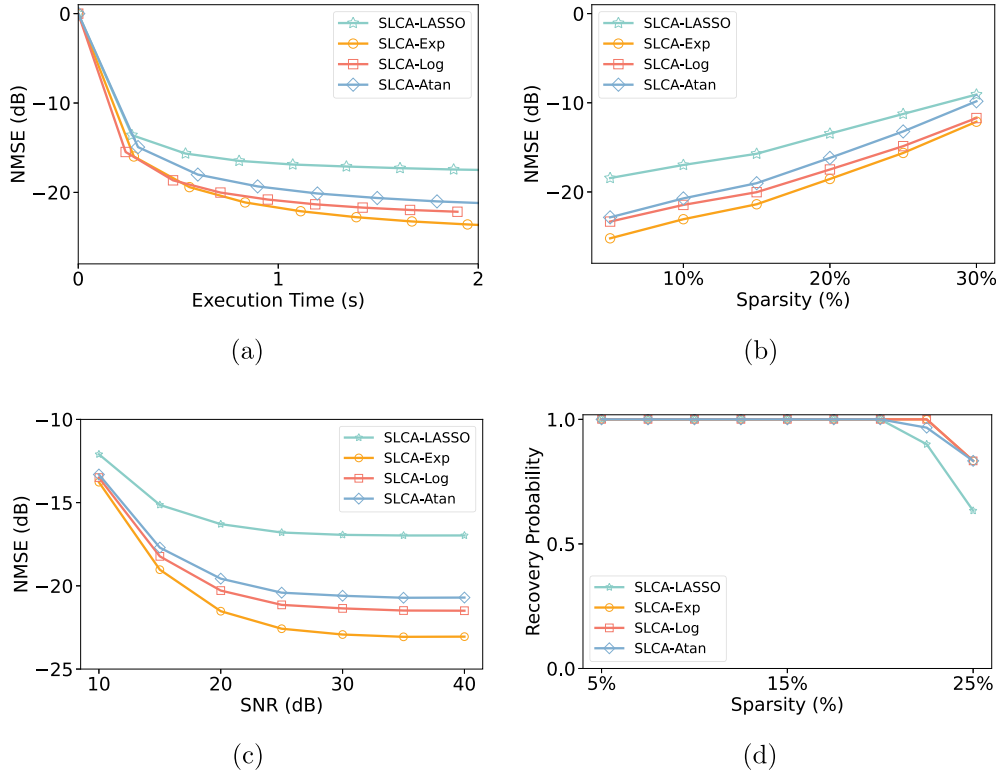 0
−10
−20
NMSE (dB)
0
1
2
Execution Time (s)
SLCA-LASSO
SLCA-Exp
SLCA-Log
SLCA-Atan
(a)
0
−10
−20
NMSE (dB)
10%
20%
30%
Sparsity (%)
SLCA-LASSO
SLCA-Exp
SLCA-Log
SLCA-Atan
(b)
−10
−15
−20
−25
NMSE (dB)
10
20
30
40
SNR (dB)
SLCA-LASSO
SLCA-Exp
SLCA-Log
SLCA-Atan
(c)
1.0
0.5
0.0
Recovery Probability
5%
15%
25%
Sparsity (%)
SLCA-LASSO
SLCA-Exp
SLCA-Log
SLCA-Atan
(d)